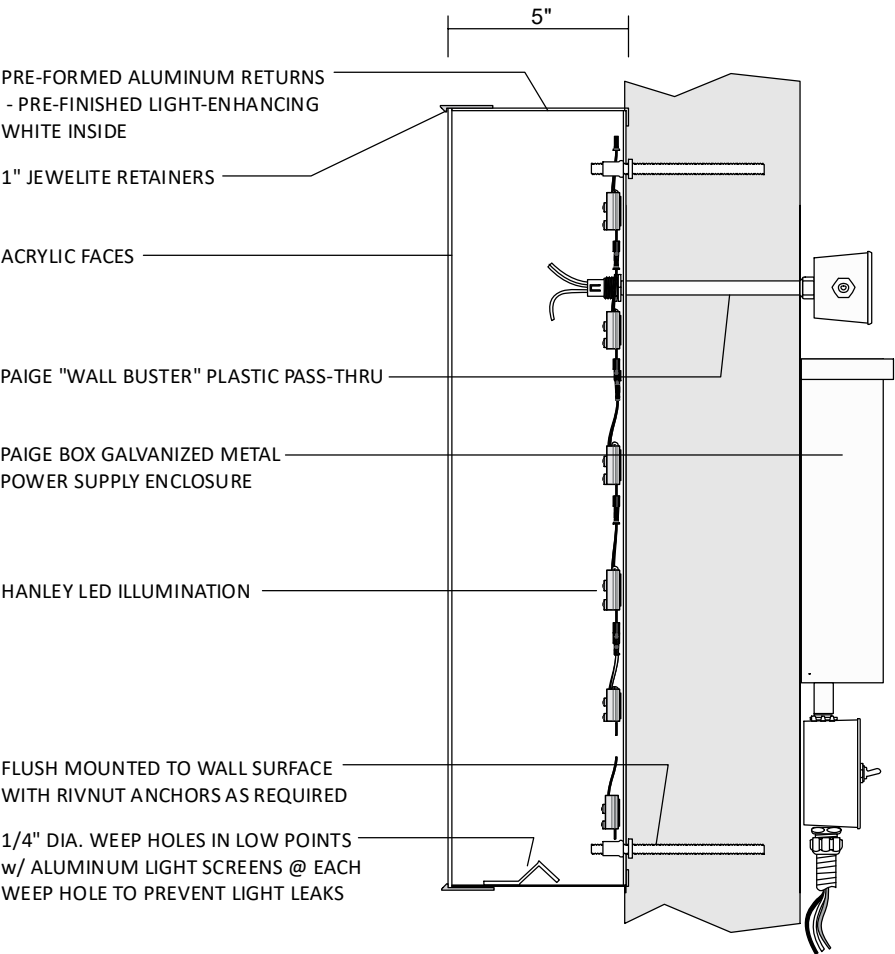 5"
PRE-FORMED ALUMINUM RETURNS
- PRE-FINISHED LIGHT-ENHANCING
WHITE INSIDE
1" JEWELITE RETAINERS
ACRYLIC FACES
PAIGE "WALL BUSTER" PLASTIC PASS-THRU
PAIGE BOX GALVANIZED METAL
POWER SUPPLY ENCLOSURE
HANLEY LED ILLUMINATION
FLUSH MOUNTED TO WALL SURFACE
WITH RIVNUT ANCHORS AS REQUIRED
1/4" DIA. WEEP HOLES IN LOW POINTS
w/ ALUMINUM LIGHT SCREENS @ EACH
WEEP HOLE TO PREVENT LIGHT LEAKS